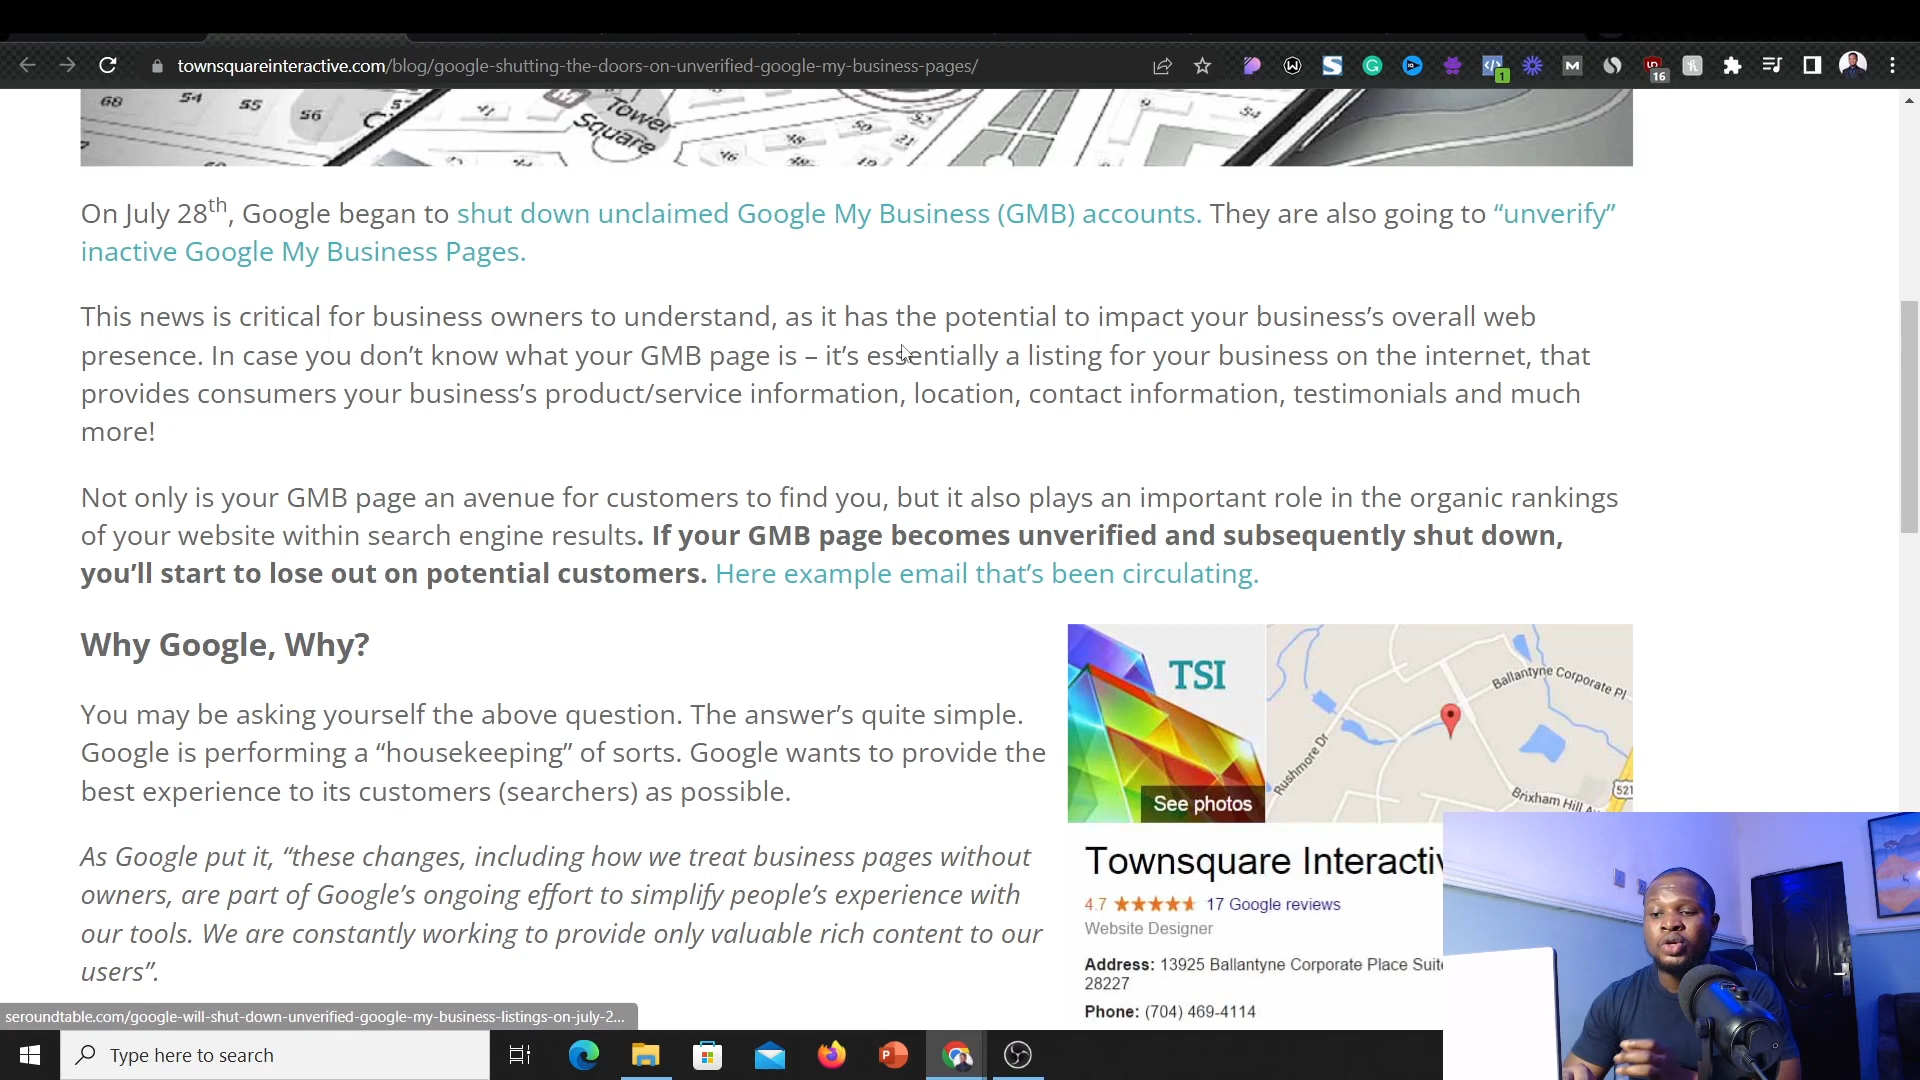 townsquareinteractive.com/blog/google-shutting-the-doors-on-unverified-google-my-business-pages/
1
16
68 54 55 56
Tower
Square
On July 28th, Google began to shut down unclaimed Google My Business (GMB) accounts. They are also going to “unverify”
inactive Google My Business Pages.
This news is critical for business owners to understand, as it has the potential to impact your business’s overall web
presence. In case you don’t know what your GMB page is – it’s essentially a listing for your business on the internet, that
provides consumers your business’s product/service information, location, contact information, testimonials and much
more!
Not only is your GMB page an avenue for customers to find you, but it also plays an important role in the organic rankings
of your website within search engine results. If your GMB page becomes unverified and subsequently shut down,
you’ll start to lose out on potential customers. Here example email that’s been circulating.
Why Google, Why?
You may be asking yourself the above question. The answer’s quite simple.
Google is performing a “housekeeping” of sorts. Google wants to provide the
best experience to its customers (searchers) as possible.
As Google put it, “these changes, including how we treat business pages without
owners, are part of Google’s ongoing effort to simplify people’s experience with
our tools. We are constantly working to provide only valuable rich content to our
users”.
TSI
See photos
Ballantyne Corporate Pl
Rushmore Dr
Brixham Hill A
521
Townsquare Interactiv
4.7 17 Google reviews
Website Designer
Address: 13925 Ballantyne Corporate Place Suite
28227
Phone: (704) 469-4114
seroundtable.com/google-will-shut-down-unverified-google-my-business-listings-on-july-2...
Type here to search